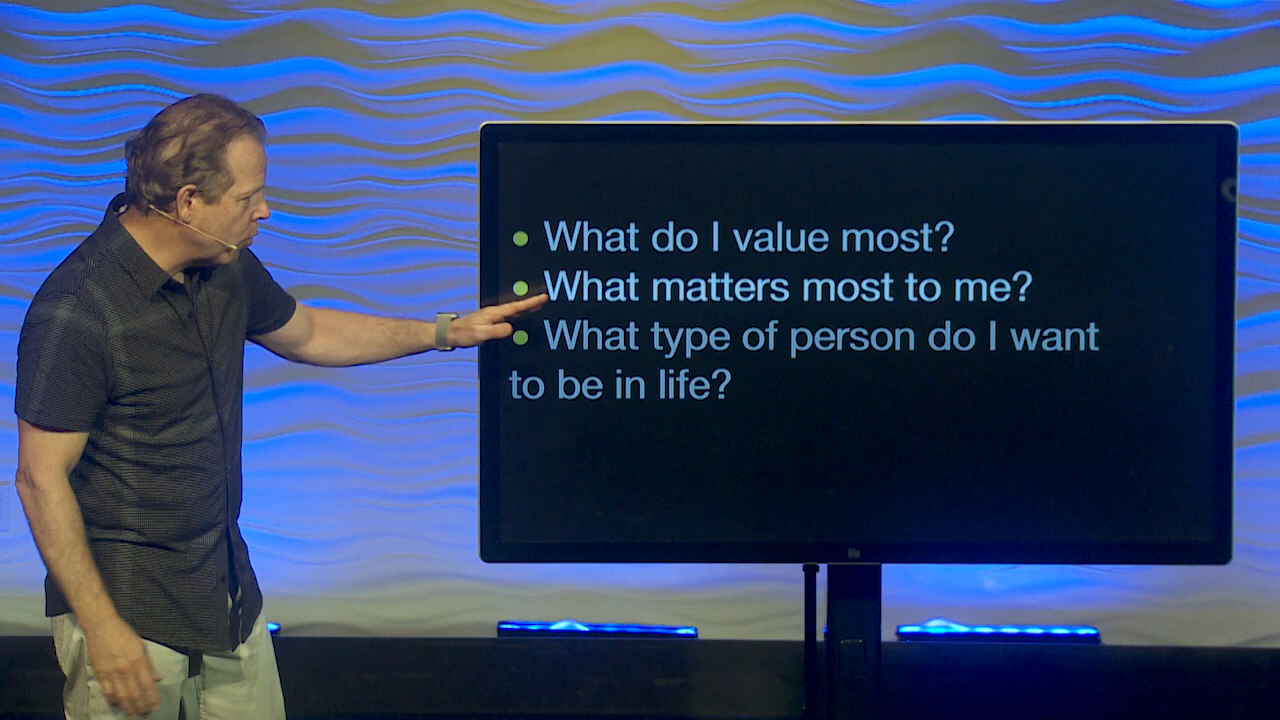 • What do I value most?
• What matters most to me?
• What type of person do I want
to be in life?